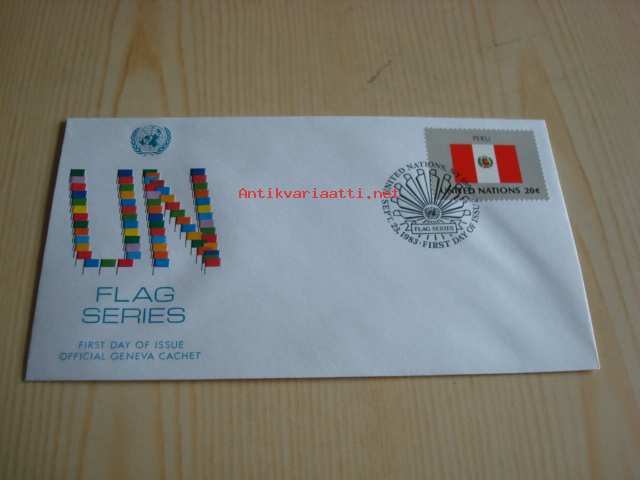 UN
FLAG
SERIES
FIRST DAY OF ISSUE
OFFICIAL GENEVA CACHET
Antikvariaatti.net
PERU
UNITED NATIONS 20¢
UNITED NATIONS,
SEPT. 23, 1983 · FIRST DAY OF ISSUE
FLAG SERIES